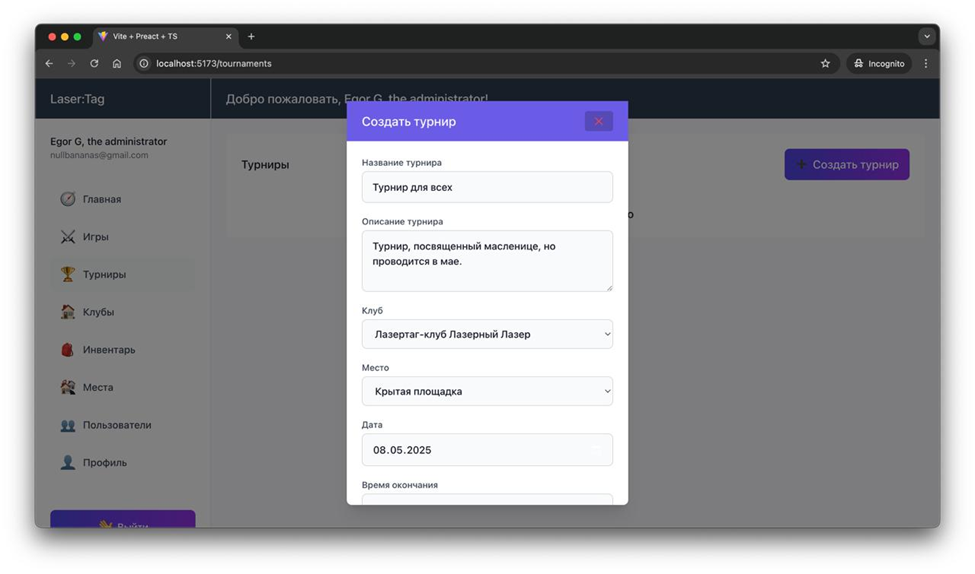 Vite + Preact + TS
localhost:5173/tournaments
Incognito
Laser:Tag
Добро пожаловать, Egor G, the administrator!
Egor G, the administrator
nullbananas@gmail.com
Главная
Игры
Турниры
Клубы
Инвентарь
Места
Пользователи
Профиль
Выйти
Турниры
Создать турнир
Создать турнир
Название турнира
Турнир для всех
Описание турнира
Турнир, посвященный масленице, но
проводится в мае.
Клуб
Лазертаг-клуб Лазерный Лазер
Место
Крытая площадка
Дата
08.05.2025
Время окончания